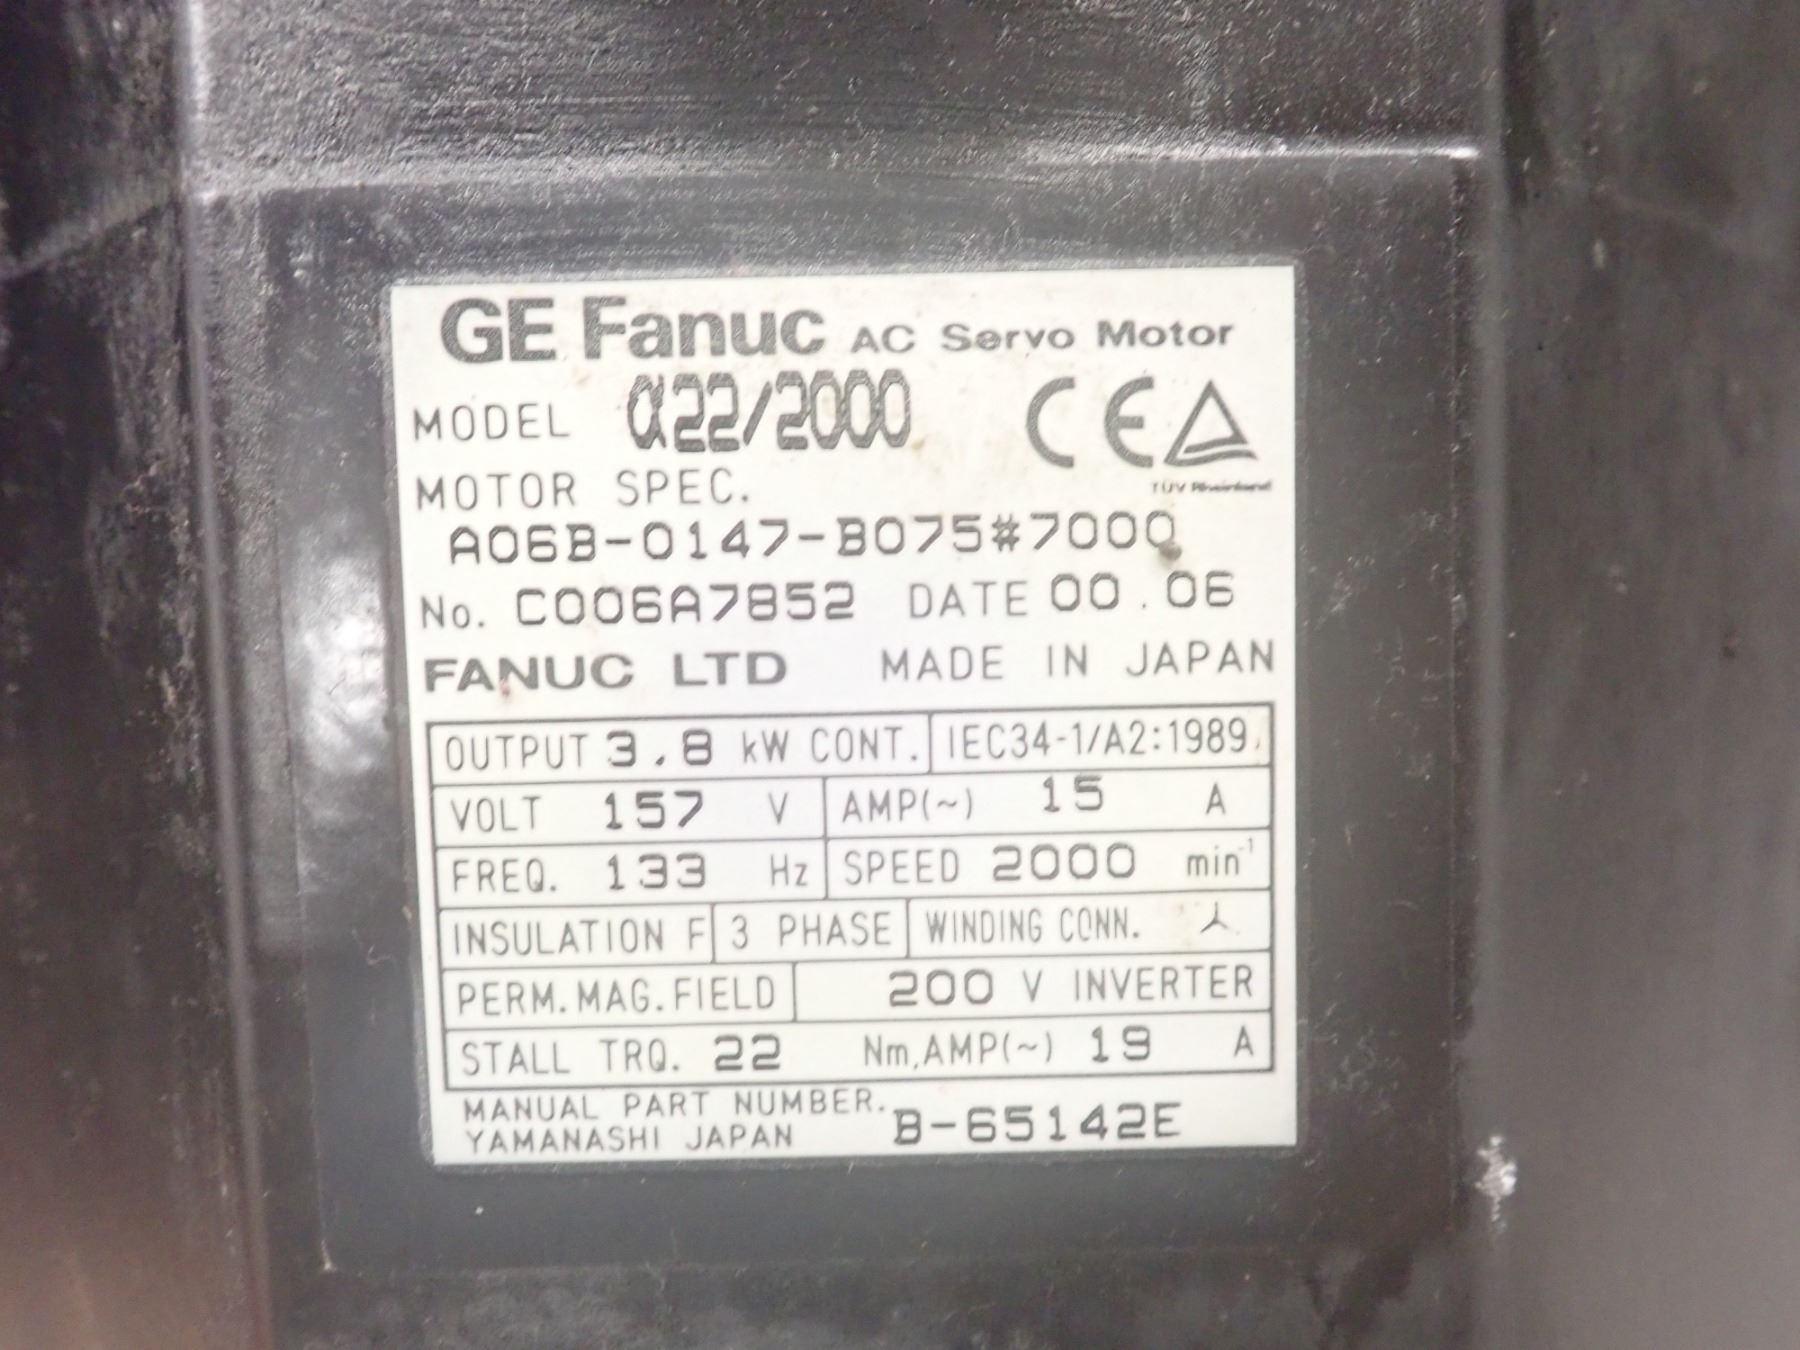 GE Fanuc AC Servo Motor
MODEL α22/2000 CE
TÜV Rheinland
MOTOR SPEC.
A06B-0147-B075#7000
No. C006A7852 DATE 00.06
FANUC LTD MADE IN JAPAN
OUTPUT 3.8 kW CONT. IEC34-1/A2:1989
VOLT 157 V AMP(~) 15 A
FREQ. 133 Hz SPEED 2000 min⁻¹
INSULATION F 3 PHASE WINDING CONN.
PERM.MAG.FIELD 200 V INVERTER
STALL TRQ. 22 Nm,AMP(~) 19 A
MANUAL PART NUMBER. B-65142E
YAMANASHI JAPAN